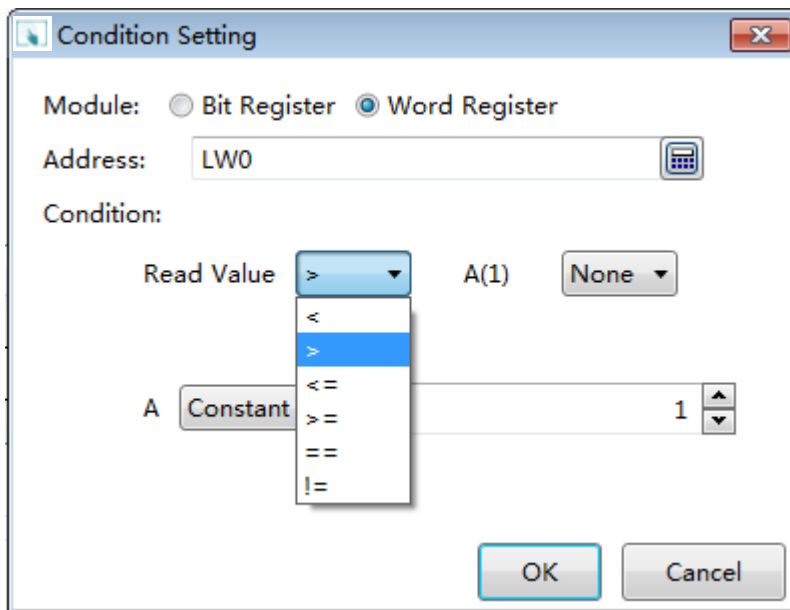 Condition Setting
Module: Bit Register Word Register
Address: LW0
Condition:
Read Value > A(1) None
<
>
<=
A Constant 1
>=
==
!=
OK Cancel